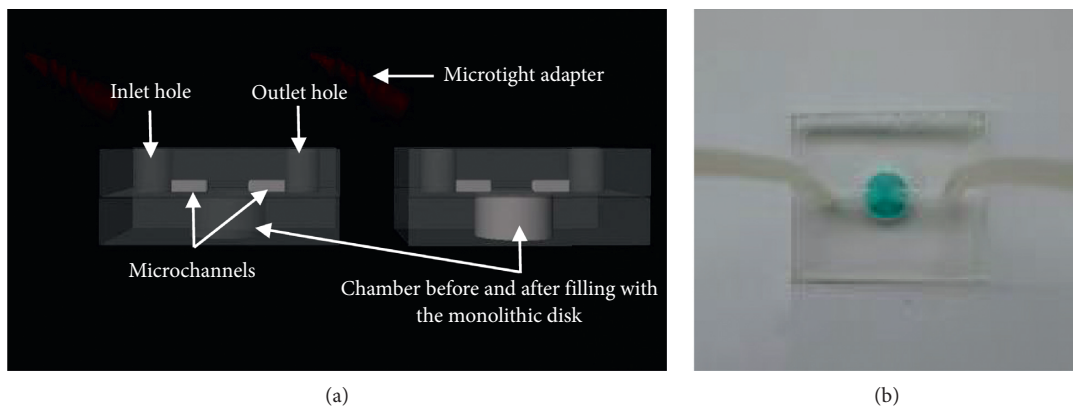 Microtight adapter
Inlet hole
Outlet hole
Microchannels
Chamber before and after filling with
the monolithic disk
(a)
(b)